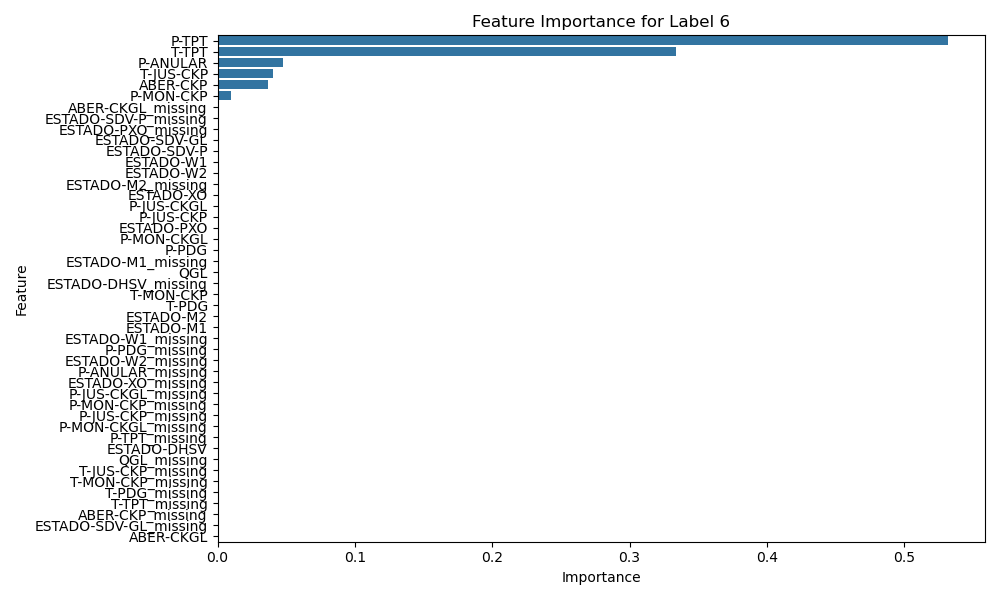 Feature Importance for Label 6
P-TPT
T-TPT
P-ANULAR
T-JUS-CKP
ABER-CKP
P-MON-CKP
ABER-CKGL_missing
ESTADO-SDV-P_missing
ESTADO-PXO_missing
ESTADO-SDV-GL
ESTADO-SDV-P
ESTADO-W1
ESTADO-W2
ESTADO-M2_missing
ESTADO-XO
P-JUS-CKGL
P-JUS-CKP
ESTADO-PXO
P-MON-CKGL
P-PDG
ESTADO-M1_missing
QGL
ESTADO-DHSV_missing
T-MON-CKP
T-PDG
ESTADO-M2
ESTADO-M1
ESTADO-W1_missing
P-PDG_missing
ESTADO-W2_missing
P-ANULAR_missing
ESTADO-XO_missing
P-JUS-CKGL_missing
P-MON-CKP_missing
P-JUS-CKP_missing
P-MON-CKGL_missing
P-TPT_missing
ESTADO-DHSV
QGL_missing
T-JUS-CKP_missing
T-MON-CKP_missing
T-PDG_missing
T-TPT_missing
ABER-CKP_missing
ESTADO-SDV-GL_missing
ABER-CKGL
Feature
0.0 0.1 0.2 0.3 0.4 0.5
Importance